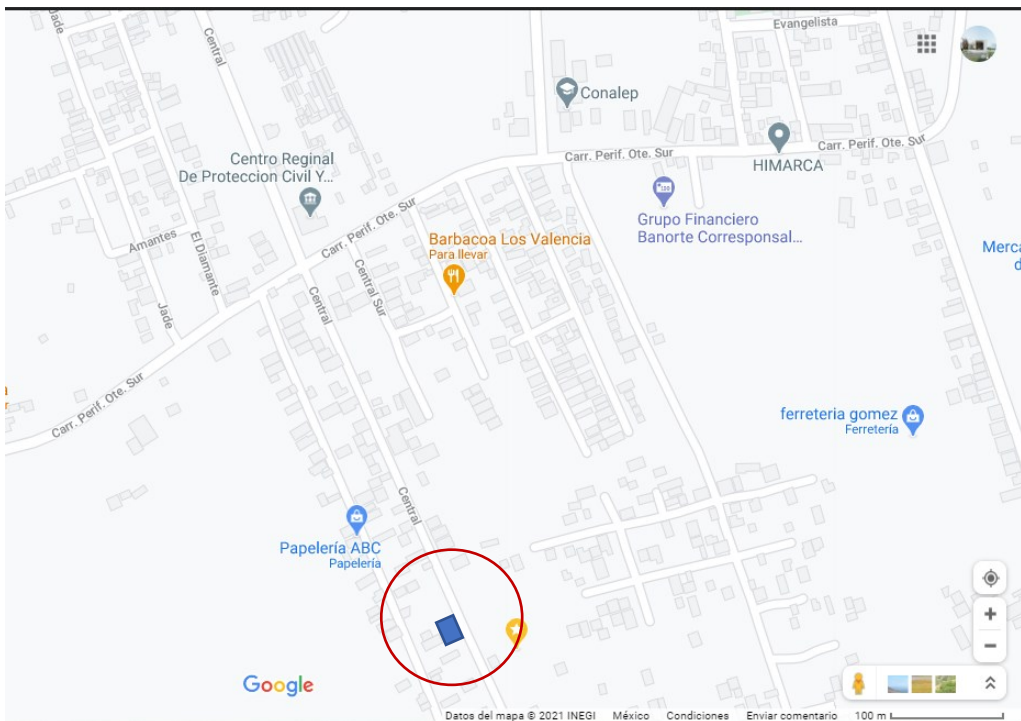 Evangelista
Jade
Central
Conalep
Carr. Perif. Ote. Sur
Carr. Perif. Ote. Sur
HIMARCA
Centro Reginal
De Proteccion Civil Y...
Grupo Financiero
Banorte Corresponsal...
Carr. Perif. Ote. Sur
Amantes
El Diamante
Barbacoa Los Valencia
Para llevar
Merca
d
Central Sur
Central
Jade
Carr. Perif. Ote. Sur
ferreteria gomez
Ferretería
Central
Papelería ABC
Papelería
Google
Datos del mapa © 2021 INEGI México Condiciones Enviar comentario 100 m